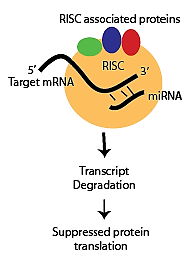 RISC associated proteins
RISC
5’
3’
Target mRNA
miRNA
Transcript
Degradation
Suppressed protein
translation